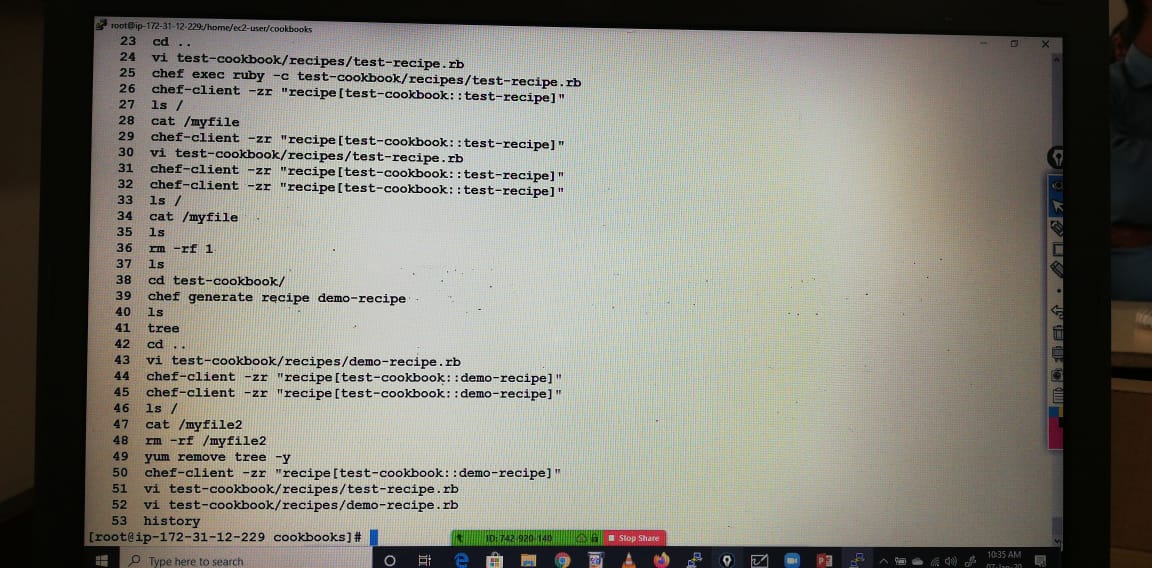 root@ip-172-31-12-229:/home/ec2-user/cookbooks
23 cd ..
24 vi test-cookbook/recipes/test-recipe.rb
25 chef exec ruby -c test-cookbook/recipes/test-recipe.rb
26 chef-client -zr "recipe[test-cookbook::test-recipe]"
27 ls /
28 cat /myfile
29 chef-client -zr "recipe[test-cookbook::test-recipe]"
30 vi test-cookbook/recipes/test-recipe.rb
31 chef-client -zr "recipe[test-cookbook::test-recipe]"
32 chef-client -zr "recipe[test-cookbook::test-recipe]"
33 ls /
34 cat /myfile
35 ls
36 rm -rf 1
37 ls
38 cd test-cookbook/
39 chef generate recipe demo-recipe
40 ls
41 tree
42 cd ..
43 vi test-cookbook/recipes/demo-recipe.rb
44 chef-client -zr "recipe[test-cookbook::demo-recipe]"
45 chef-client -zr "recipe[test-cookbook::demo-recipe]"
46 ls /
47 cat /myfile2
48 rm -rf /myfile2
49 yum remove tree -y
50 chef-client -zr "recipe[test-cookbook::demo-recipe]"
51 vi test-cookbook/recipes/test-recipe.rb
52 vi test-cookbook/recipes/demo-recipe.rb
53 history
[root@ip-172-31-12-229 cookbooks]#
ID: 742-920-140 Stop Share
Type here to search
10:35 AM
07-Jan-20